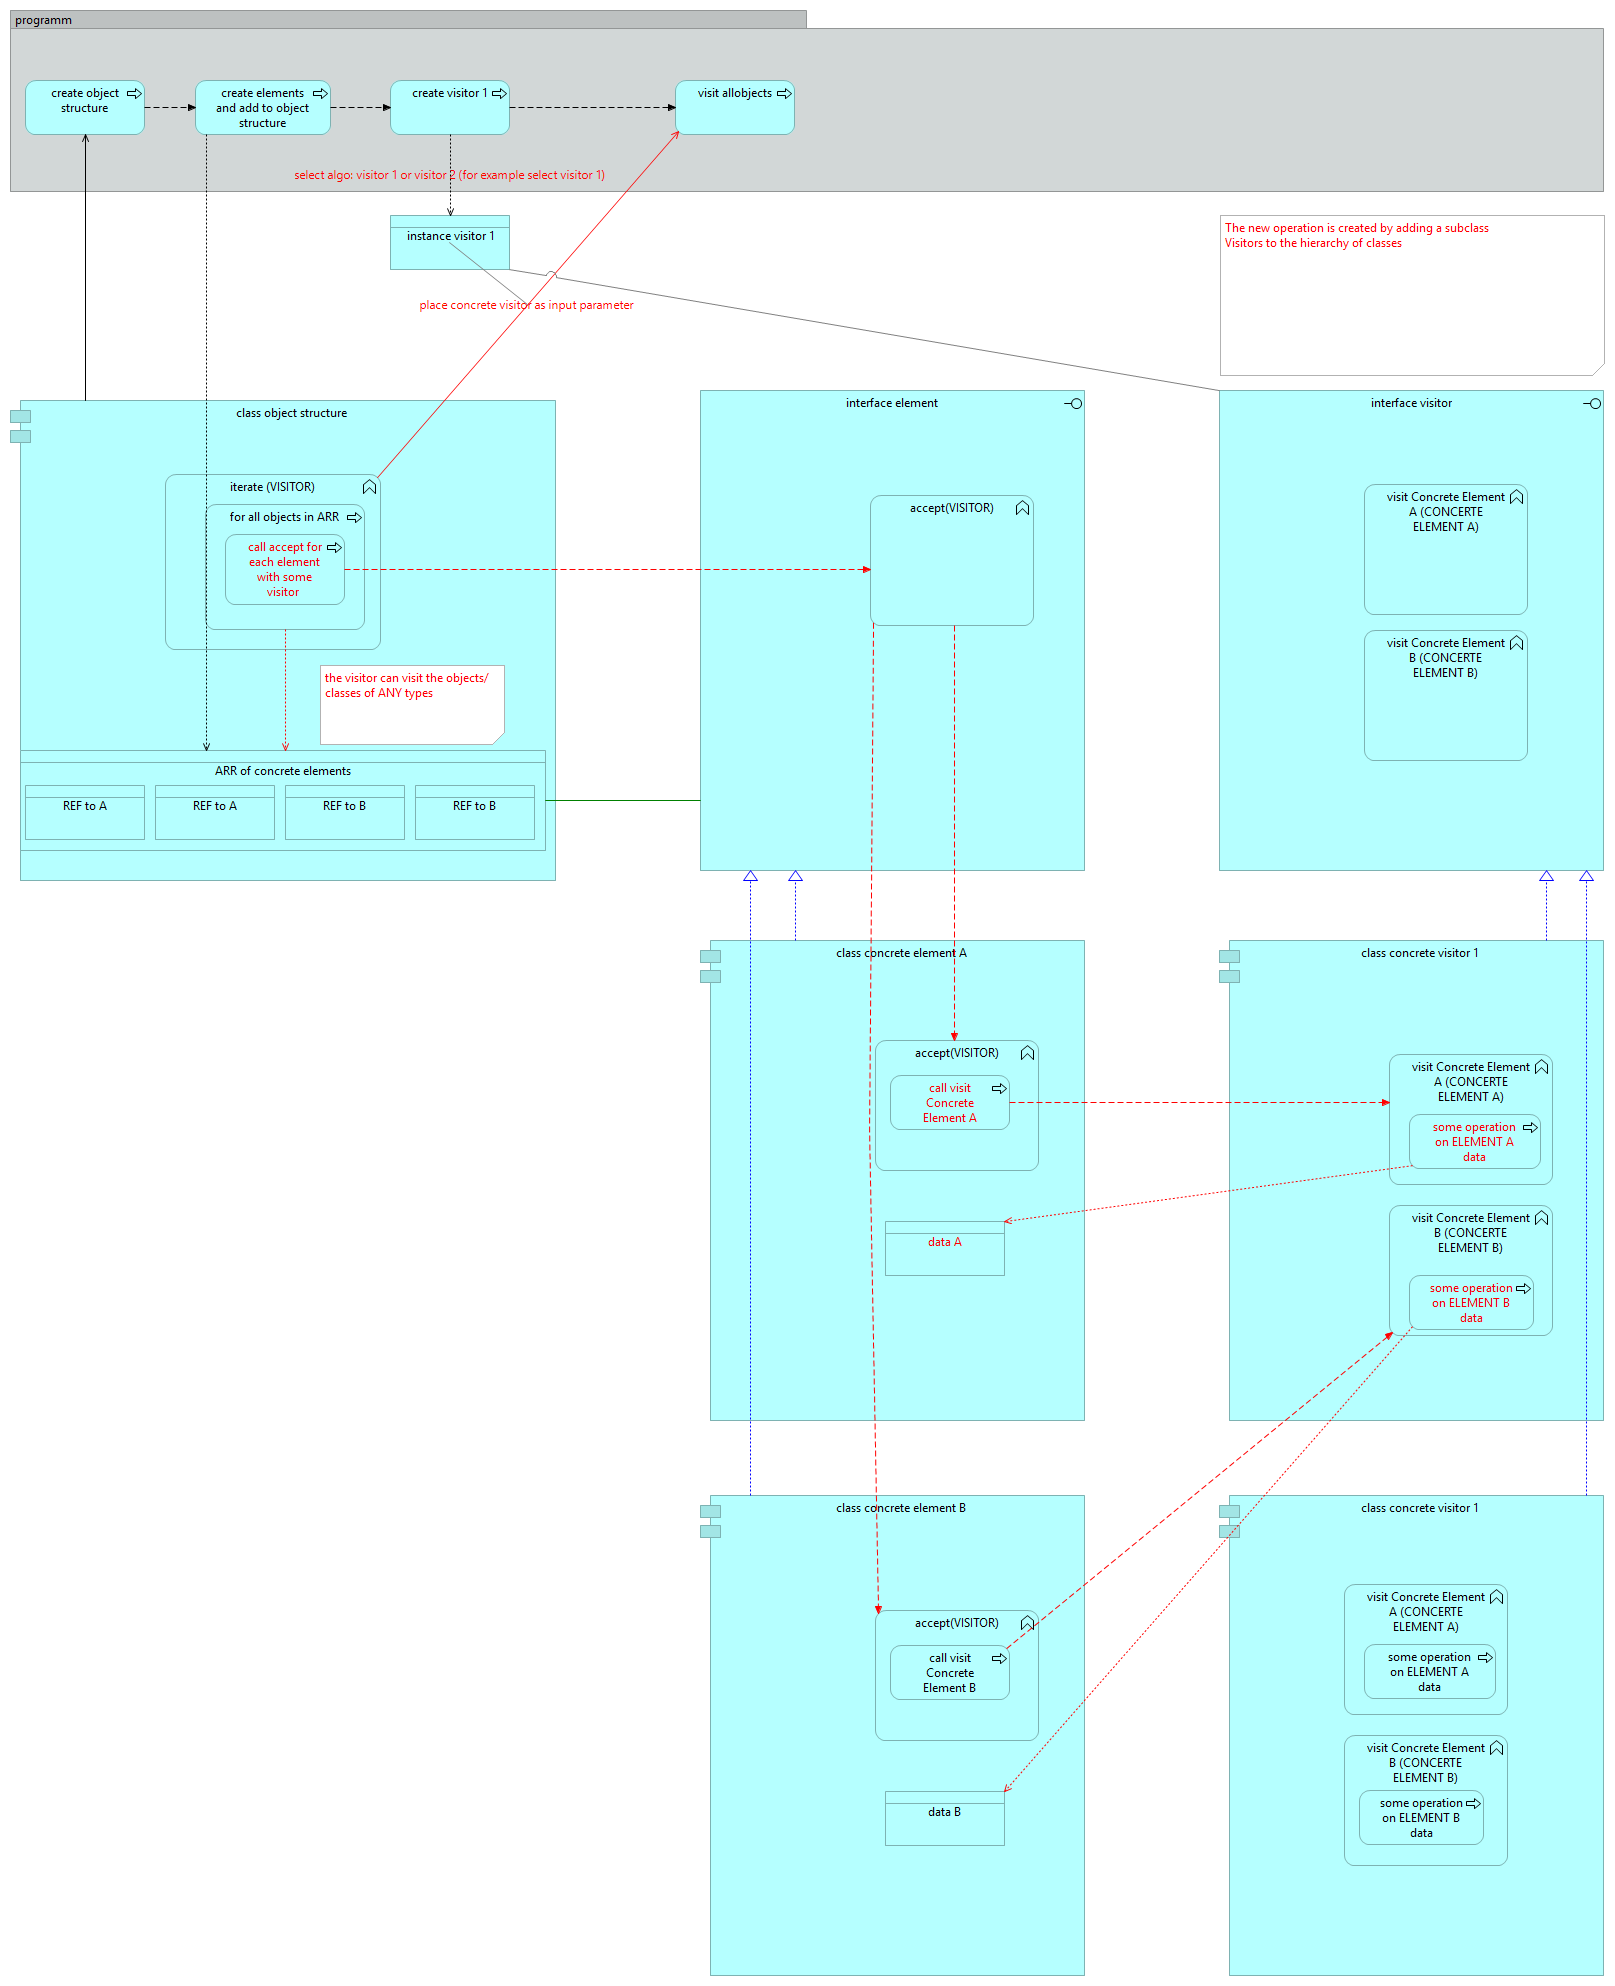 programm
create object
structure
create elements
and add to object
structure
create visitor 1
visit allobjects
select algo: visitor 1 or visitor 2 (for example select visitor 1)
instance visitor 1
The new operation is created by adding a subclass
Visitors to the hierarchy of classes
place concrete visitor as input parameter
class object structure
iterate (VISITOR)
for all objects in ARR
call accept for
each element
with some
visitor
the visitor can visit the objects/
classes of ANY types
ARR of concrete elements
REF to A
REF to A
REF to B
REF to B
interface element
accept(VISITOR)
interface visitor
visit Concrete Element
A (CONCERTE
ELEMENT A)
visit Concrete Element
B (CONCERTE
ELEMENT B)
class concrete element A
accept(VISITOR)
call visit
Concrete
Element A
data A
class concrete visitor 1
visit Concrete Element
A (CONCERTE
ELEMENT A)
some operation
on ELEMENT A
data
visit Concrete Element
B (CONCERTE
ELEMENT B)
some operation
on ELEMENT B
data
class concrete element B
accept(VISITOR)
call visit
Concrete
Element B
data B
class concrete visitor 1
visit Concrete Element
A (CONCERTE
ELEMENT A)
some operation
on ELEMENT A
data
visit Concrete Element
B (CONCERTE
ELEMENT B)
some operation
on ELEMENT B
data